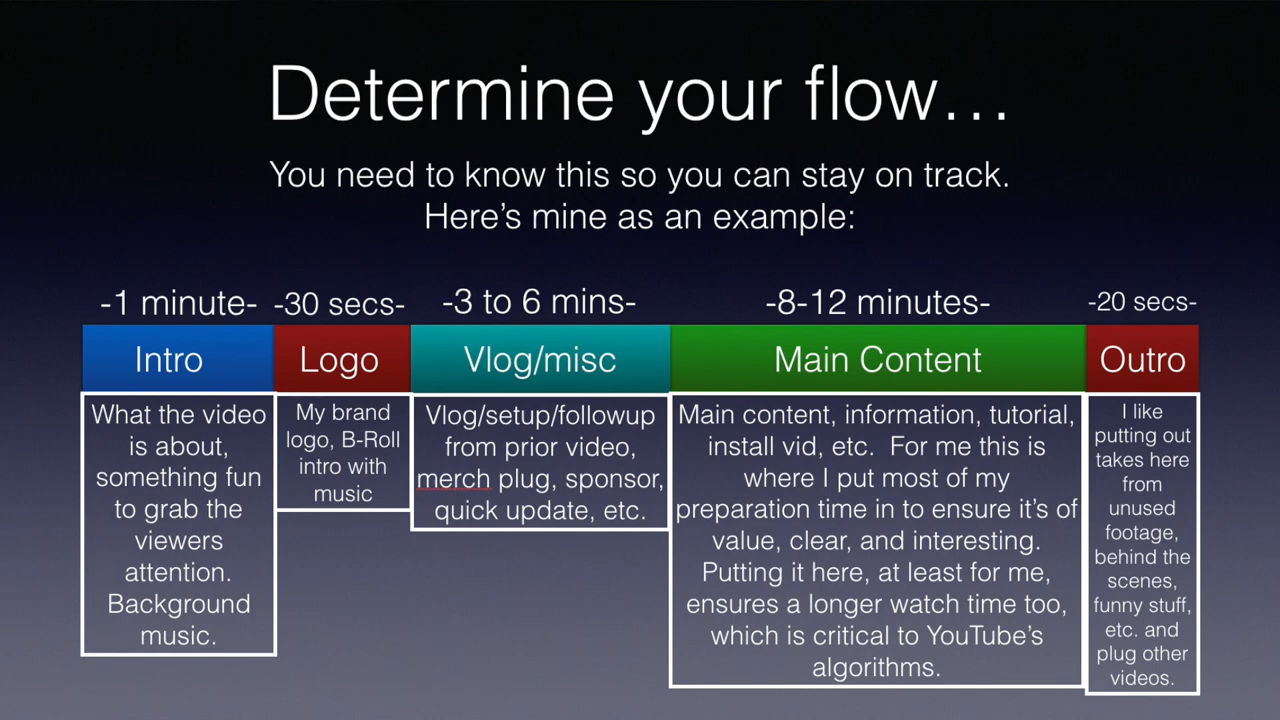 Determine your flow…
You need to know this so you can stay on track.
Here's mine as an example:
-1 minute-
-30 secs-
-3 to 6 mins-
-8-12 minutes-
-20 secs-
Intro
Logo
Vlog/misc
Main Content
Outro
What the video
is about,
something fun
to grab the
viewers
attention.
Background
music.
My brand
logo, B-Roll
intro with
music
Vlog/setup/followup
from prior video,
merch plug, sponsor,
quick update, etc.
Main content, information, tutorial,
install vid, etc.  For me this is
where I put most of my
preparation time in to ensure it's of
value, clear, and interesting.
Putting it here, at least for me,
ensures a longer watch time too,
which is critical to YouTube's
algorithms.
I like
putting out
takes here
from
unused
footage,
behind the
scenes,
funny stuff,
etc. and
plug other
videos.